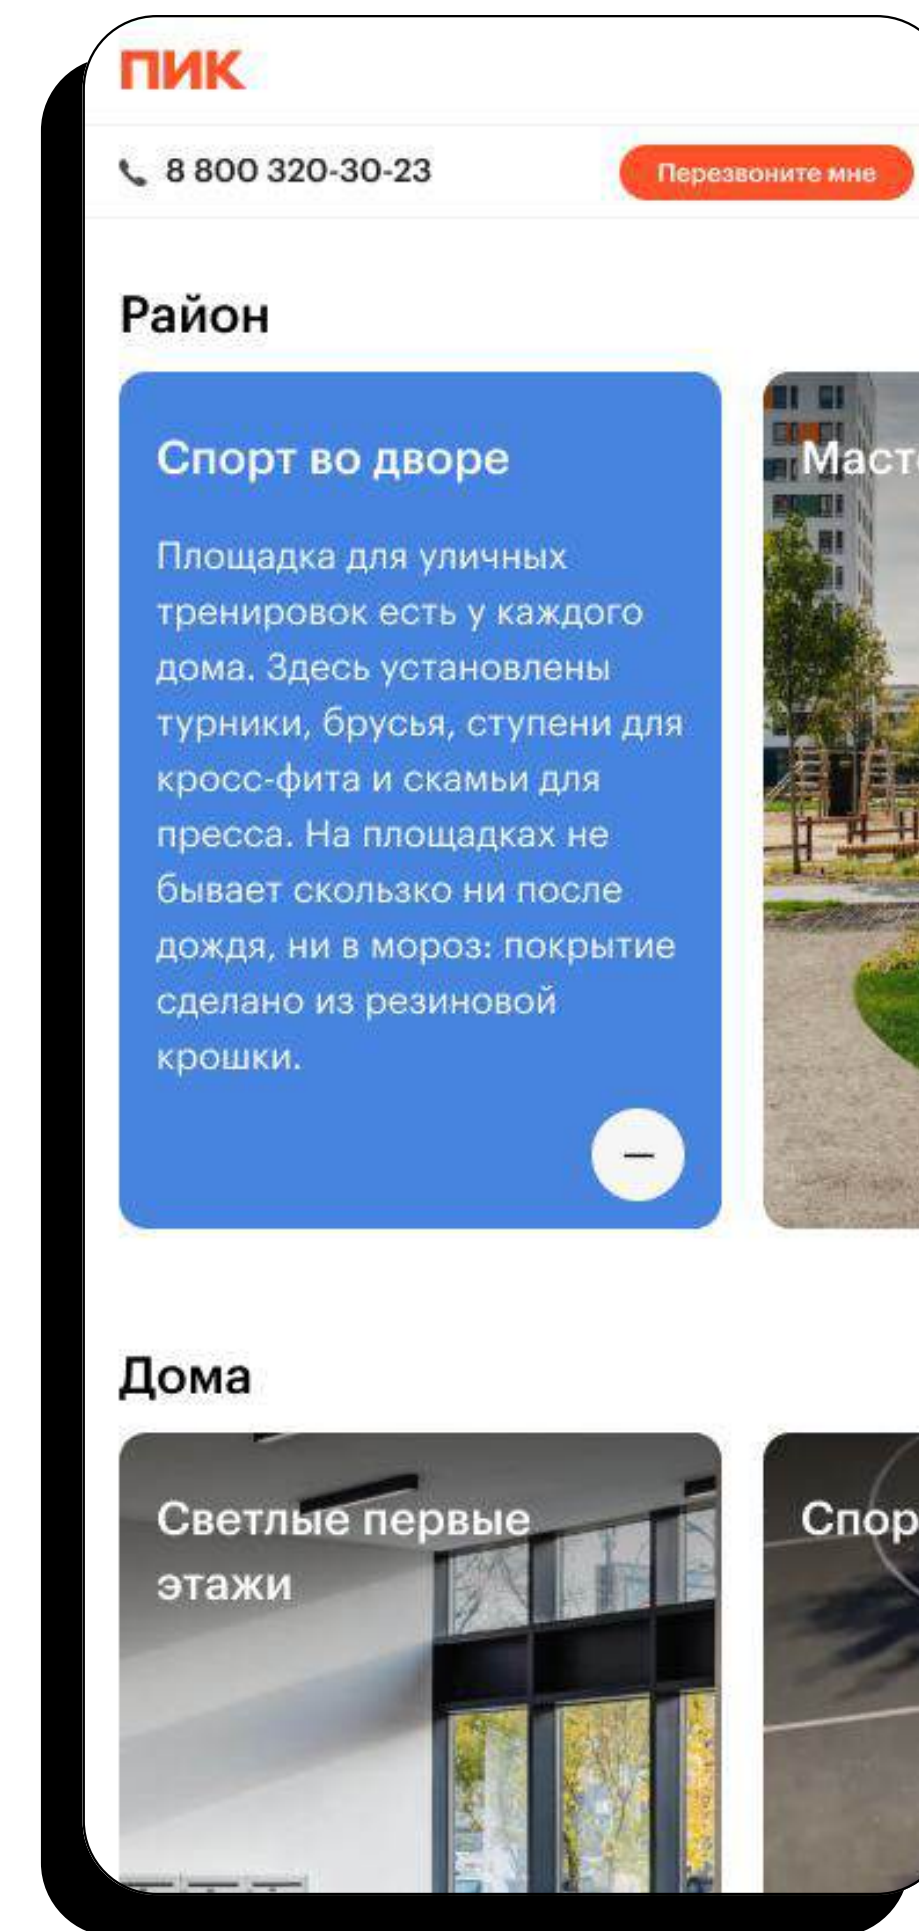 ПИК
8 800 320-30-23
Перезвоните мне
Район
Спорт во дворе
Площадка для уличных
тренировок есть у каждого
дома. Здесь установлены
турники, брусья, ступени для
кросс-фита и скамьи для
пресса. На площадках не
бывает скользко ни после
дождя, ни в мороз: покрытие
сделано из резиновой
крошки.
Дома
Светлые первые
этажи